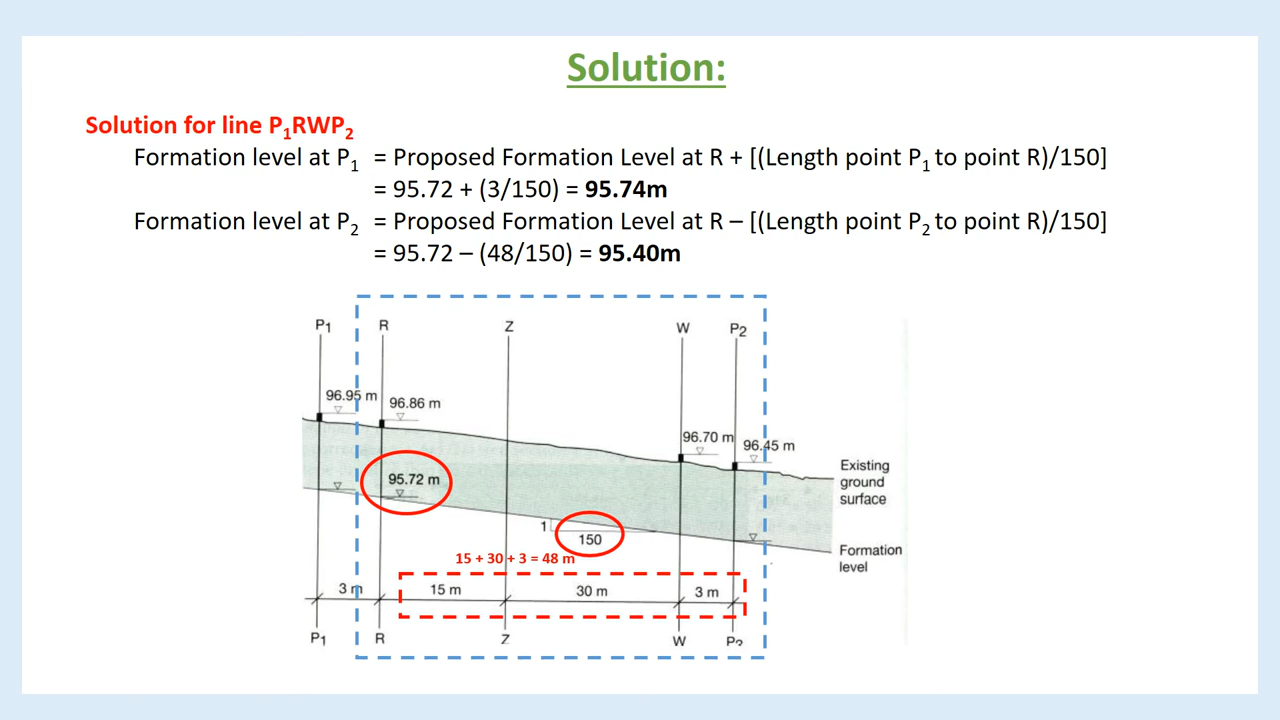 Solution:
Solution for line P₁RWP₂
Formation level at P₁ = Proposed Formation Level at R + [(Length point P₁ to point R)/150]
= 95.72 + (3/150) = 95.74m
Formation level at P₂ = Proposed Formation Level at R – [(Length point P₂ to point R)/150]
= 95.72 – (48/150) = 95.40m
P1 R Z W P2
96.95 m 96.86 m
96.70 m 96.45 m
Existing
ground
surface
95.72 m
1
150
Formation
level
15 + 30 + 3 = 48 m
3 m 15 m 30 m 3 m
P1 R Z W P2